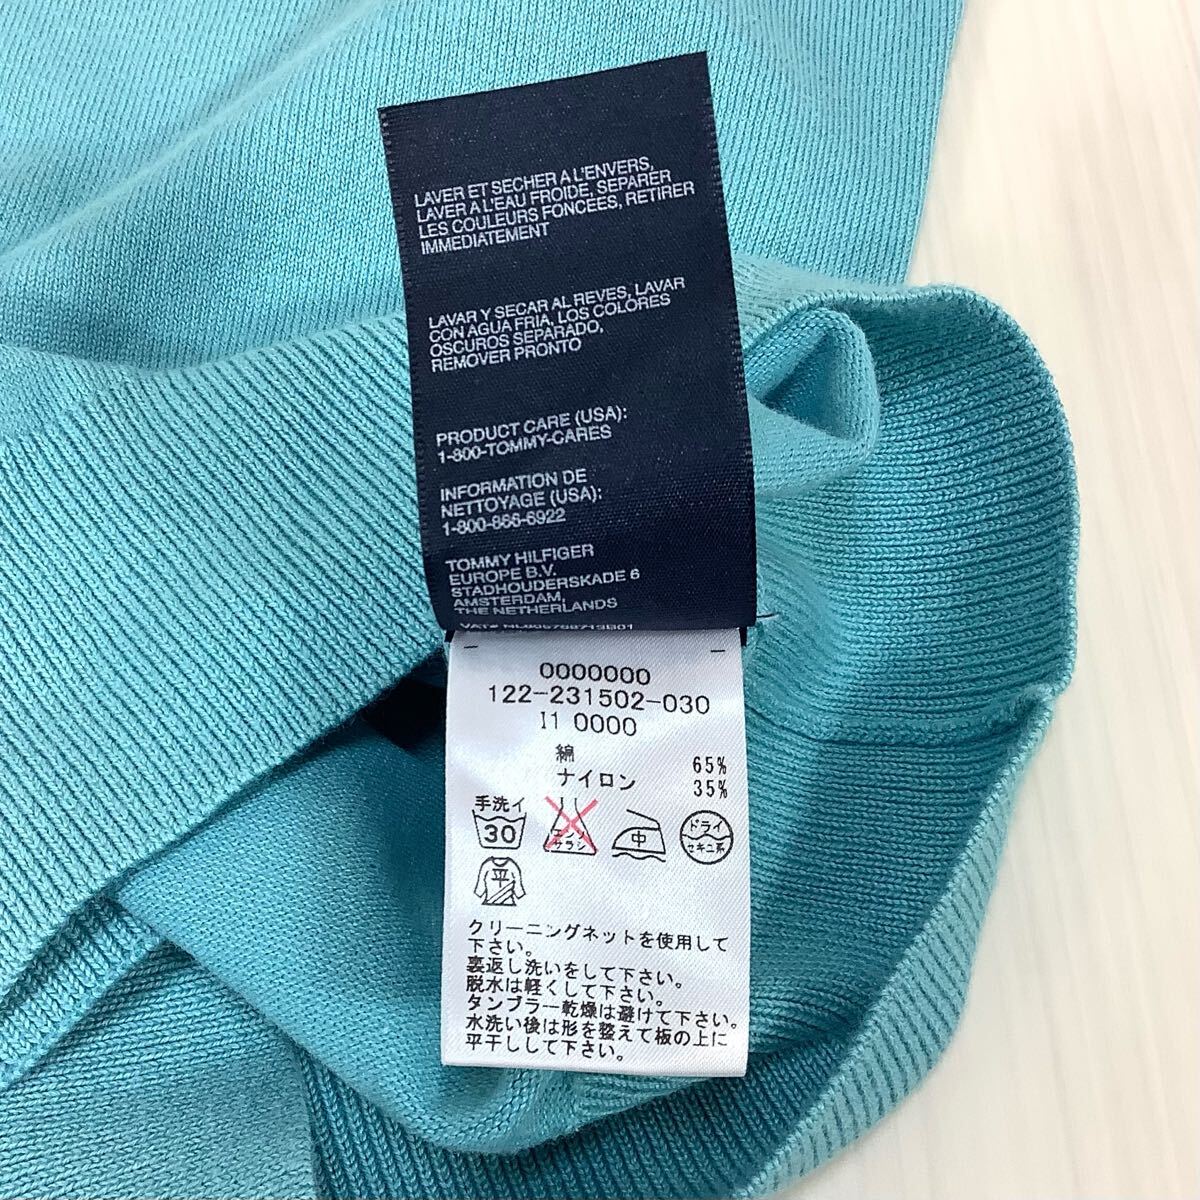 LAVER ET SECHER A L'ENVERS,
LAVER A L'EAU FROIDE, SEPARER
LES COULEURS FONCEES, RETIRER
IMMEDIATEMENT
LAVAR Y SECAR AL REVES, LAVAR
CON AGUA FRIA, LOS COLORES
OSCUROS SEPARADO,
REMOVER PRONTO
PRODUCT CARE (USA):
1-800-TOMMY-CARES
INFORMATION DE
NETTOYAGE (USA):
1-800-866-6922
TOMMY HILFIGER
EUROPE B.V.
STADHOUDERSKADE 6
AMSTERDAM,
THE NETHERLANDS
VAT#
0000000
122-231502-030
I1 0000
綿 65%
ナイロン 35%
手洗イ
30
エンソ
サラシ
中
ドライ
セキユ系
平
クリーニングネットを使用して
下さい。
裏返し洗いをして下さい。
脱水は軽くして下さい。
タンブラー乾燥は避けて下さい。
水洗い後は形を整えて板の上に
平干しして下さい。